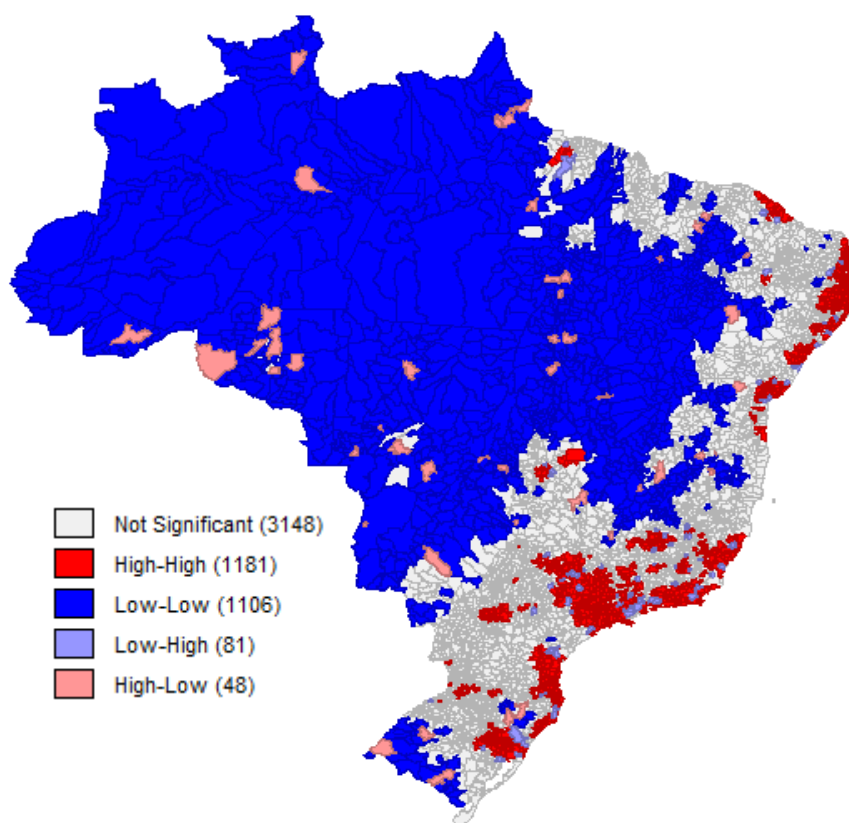 Not Significant (3148)
High-High (1181)
Low-Low (1106)
Low-High (81)
High-Low (48)